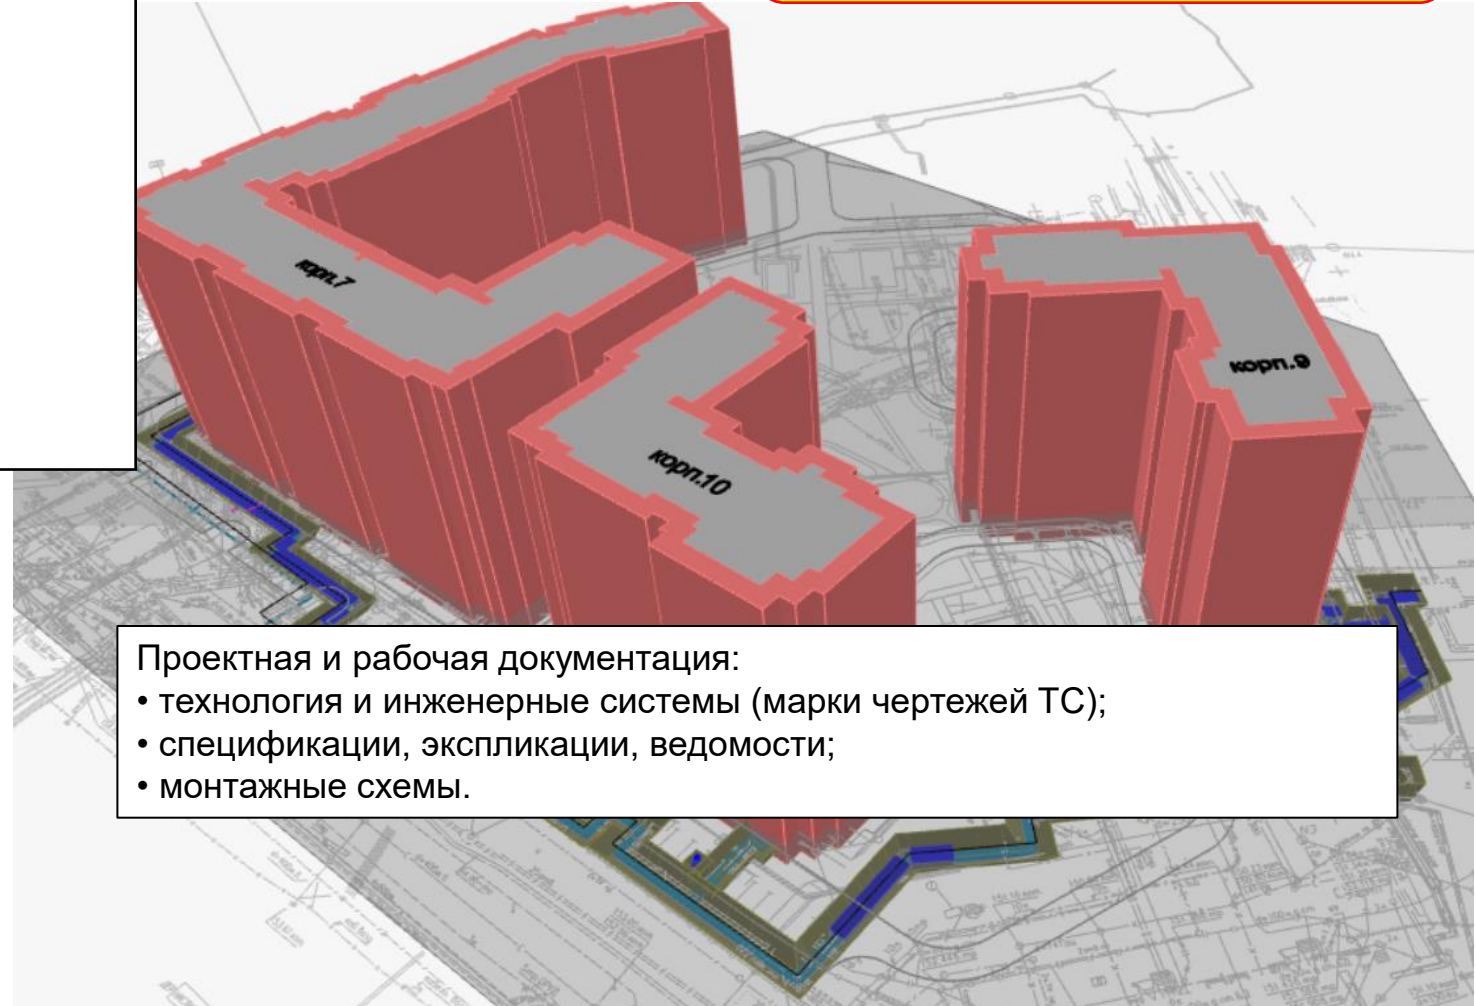 корп.7
корп.9
корп.10
Проектная и рабочая документация:
• технология и инженерные системы (марки чертежей ТС);
• спецификации, экспликации, ведомости;
• монтажные схемы.